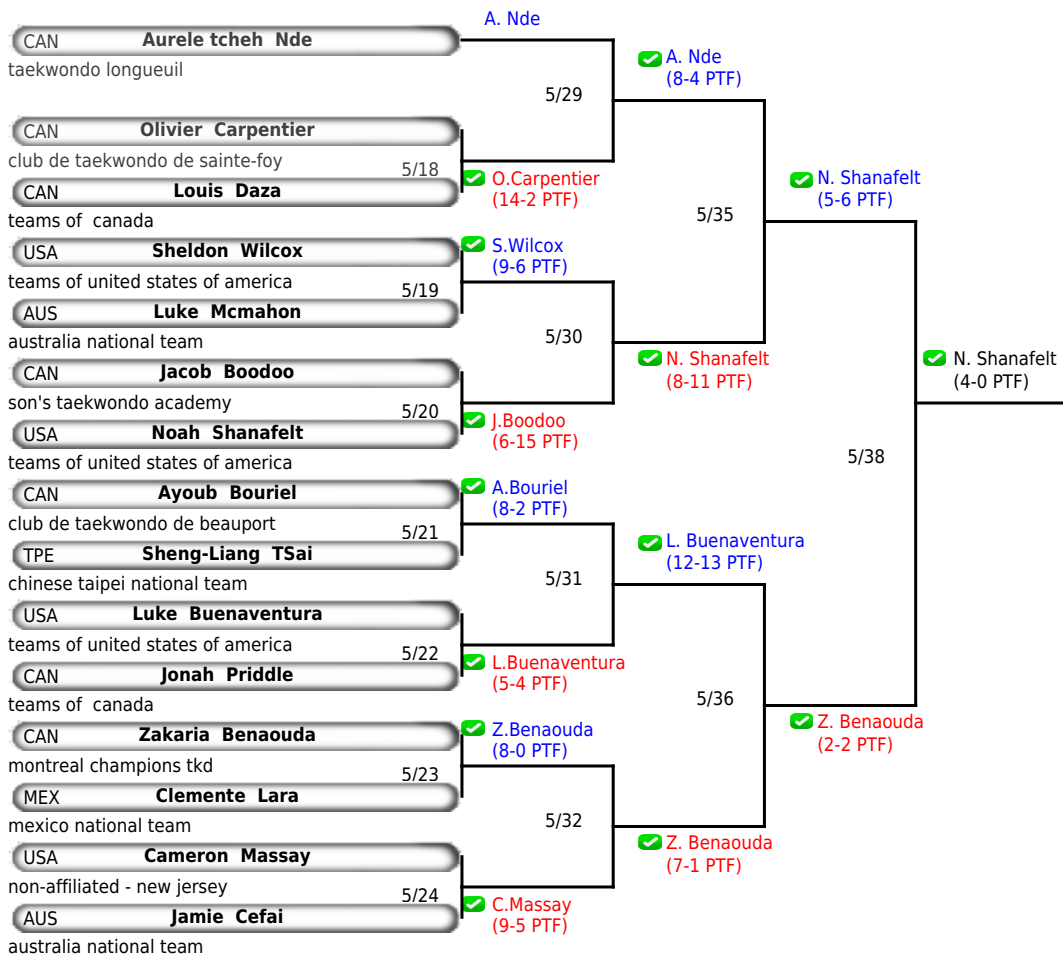 A. Nde
CAN Aurele tcheh Nde
taekwondo longueuil
A. Nde
(8-4 PTF)
5/29
CAN Olivier Carpentier
club de taekwondo de sainte-foy
5/18
CAN Louis Daza
teams of canada
O.Carpentier
(14-2 PTF)
N. Shanafelt
(5-6 PTF)
5/35
USA Sheldon Wilcox
teams of united states of america
S.Wilcox
(9-6 PTF)
5/19
AUS Luke Mcmahon
australia national team
5/30
CAN Jacob Boodoo
son's taekwondo academy
N. Shanafelt
(8-11 PTF)
N. Shanafelt
(4-0 PTF)
5/20
USA Noah Shanafelt
teams of united states of america
J.Boodoo
(6-15 PTF)
5/38
CAN Ayoub Bouriel
club de taekwondo de beauport
A.Bouriel
(8-2 PTF)
5/21
TPE Sheng-Liang TSai
chinese taipei national team
L. Buenaventura
(12-13 PTF)
5/31
USA Luke Buenaventura
teams of united states of america
5/22
CAN Jonah Priddle
teams of canada
L.Buenaventura
(5-4 PTF)
5/36
CAN Zakaria Benaouda
montreal champions tkd
Z.Benaouda
(8-0 PTF)
Z. Benaouda
(2-2 PTF)
5/23
MEX Clemente Lara
mexico national team
5/32
USA Cameron Massay
non-affiliated - new jersey
Z. Benaouda
(7-1 PTF)
5/24
AUS Jamie Cefai
australia national team
C.Massay
(9-5 PTF)